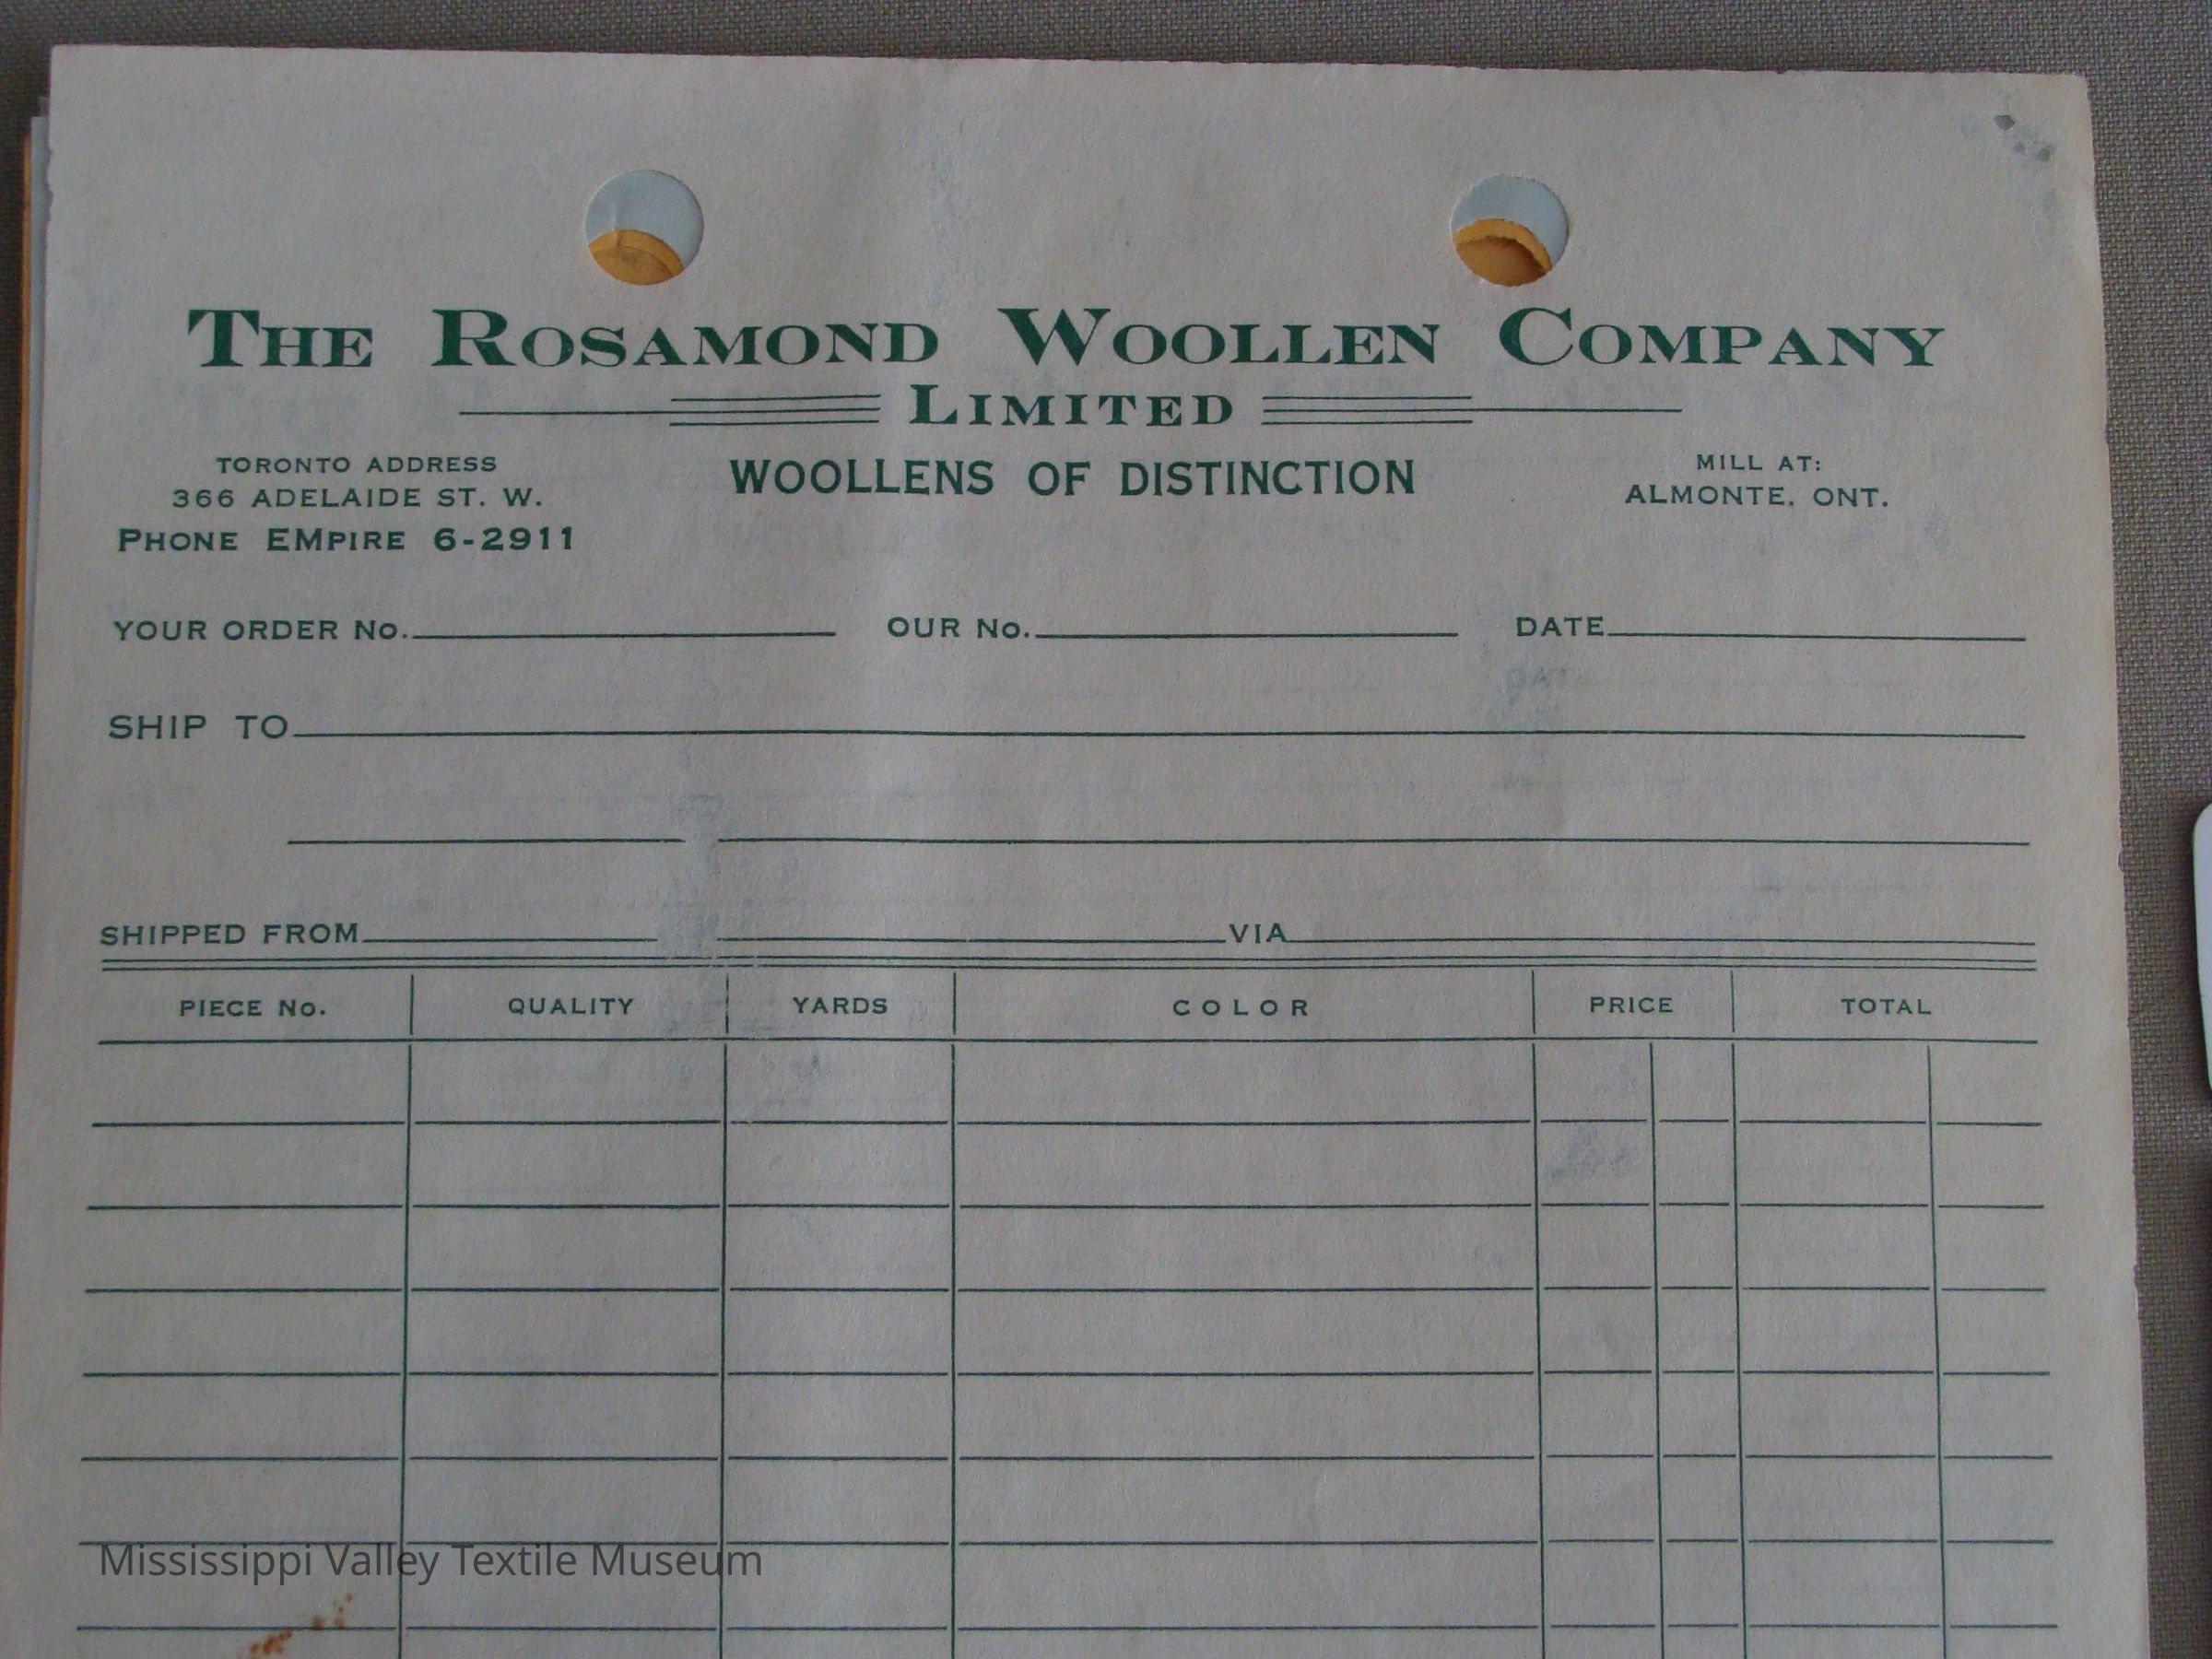 THE ROSAMOND WOOLLEN COMPANY
LIMITED
TORONTO ADDRESS
366 ADELAIDE ST. W.
PHONE EMPIRE 6-2911
WOOLLENS OF DISTINCTION
MILL AT:
ALMONTE, ONT.
YOUR ORDER No. OUR No. DATE
SHIP TO
SHIPPED FROM VIA
PIECE No. QUALITY YARDS COLOR PRICE TOTAL
Mississippi Valley Textile Museum